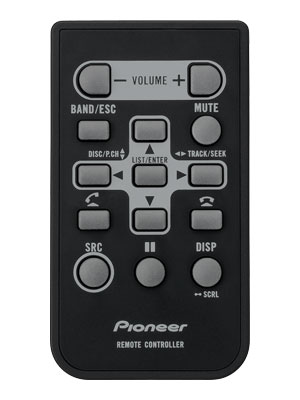 − VOLUME +
BAND/ESC MUTE
DISC/P.CH LIST/ENTER TRACK/SEEK
SRC DISP
SCRL
Pioneer
REMOTE CONTROLLER